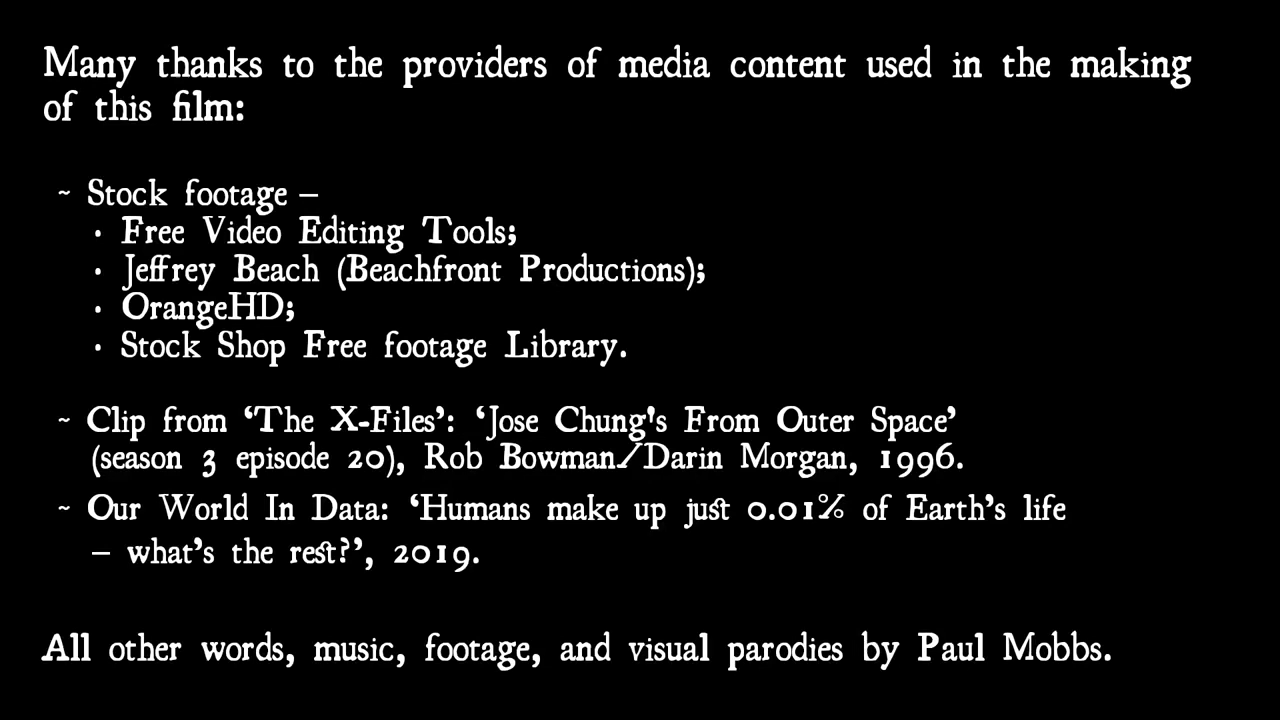 Many thanks to the providers of media content used in the making
of this film:
~ Stock footage –
· Free Video Editing Tools;
· Jeffrey Beach (Beachfront Productions);
· OrangeHD;
· Stock Shop Free footage Library.
~ Clip from ‘The X-Files’: ‘Jose Chung's From Outer Space’
(season 3 episode 20), Rob Bowman/Darin Morgan, 1996.
~ Our World In Data: ‘Humans make up just 0.01% of Earth’s life
– what’s the rest?’, 2019.
All other words, music, footage, and visual parodies by Paul Mobbs.